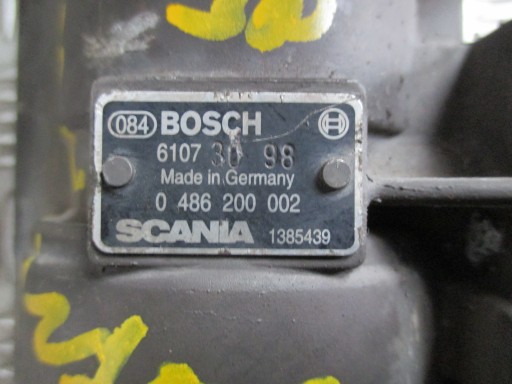 084 BOSCH
6107 30 98
Made in Germany
0 486 200 002
SCANIA 1385439